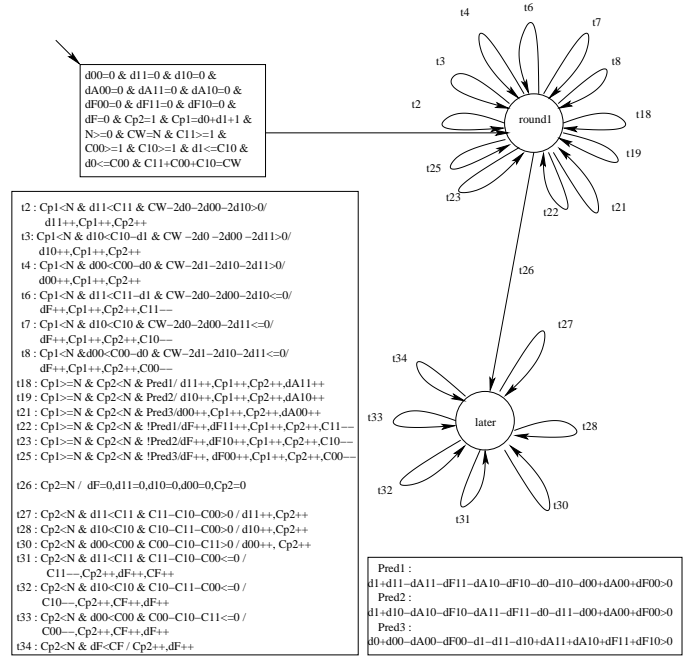 d00=0 & d11=0 & d10=0 &
dA00=0 & dA11=0 & dA10=0 &
dF00=0 & dF11=0 & dF10=0 &
dF=0 & Cp2=1 & Cp1=d0+d1+1 &
N>=0 & CW=N & C11>=1 &
C00>=1 & C10>=1 & d1<=C10 &
d0<=C00 & C11+C00+C10=CW
t4
t6
t7
t3
t8
t2
round1
t18
t19
t25
t23
t22
t21
t26
t27
t34
t33
later
t28
t32
t31
t30
t2 : Cp1<N & d11<C11 & CW−2d0−2d00−2d10>0/
d11++,Cp1++,Cp2++
t3: Cp1<N & d10<C10−d1 & CW −2d0 −2d00 −2d11>0/
d10++,Cp1++,Cp2++
t4 : Cp1<N & d00<C00−d0 & CW−2d1−2d10−2d11>0/
d00++,Cp1++,Cp2++
t6 : Cp1<N & d11<C11−d1 & CW−2d0−2d00−2d10<=0/
dF++,Cp1++,Cp2++,C11−−
t7 : Cp1<N & d10<C10 & CW−2d0−2d00−2d11<=0/
dF++,Cp1++,Cp2++,C10−−
t8 : Cp1<N &d00<C00−d0 & CW−2d1−2d10−2d11<=0/
dF++,Cp1++,Cp2++,C00−−
t18 : Cp1>=N & Cp2<N & Pred1/ d11++,Cp1++,Cp2++,dA11++
t19 : Cp1>=N & Cp2<N & Pred2/ d10++,Cp1++,Cp2++,dA10++
t21 : Cp1>=N & Cp2<N & Pred3/d00++,Cp1++,Cp2++,dA00++
t22 : Cp1>=N & Cp2<N & !Pred1/dF++,dF11++,Cp1++,Cp2++,C11−−
t23 : Cp1>=N & Cp2<N & !Pred2/dF++,dF10++,Cp1++,Cp2++,C10−−
t25 : Cp1>=N & Cp2<N & !Pred3/dF++, dF00++,Cp1++,Cp2++,C00−−
t26 : Cp2=N / dF=0,d11=0,d10=0,d00=0,Cp2=0
t27 : Cp2<N & d11<C11 & C11−C10−C00>0 / d11++,Cp2++
t28 : Cp2<N & d10<C10 & C10−C11−C00>0 / d10++,Cp2++
t30 : Cp2<N & d00<C00 & C00−C10−C11>0 / d00++, Cp2++
t31 : Cp2<N & d11<C11 & C11−C10−C00<=0 /
C11−−,Cp2++,dF++,CF++
t32 : Cp2<N & d10<C10 & C10−C11−C00<=0 /
C10−−,Cp2++,CF++,dF++
t33 : Cp2<N & d00<C00 & C00−C10−C11<=0 /
C00−−,Cp2++,CF++,dF++
t34 : Cp2<N & dF<CF / Cp2++,dF++
Pred1 :
d1+d11−dA11−dF11−dA10−dF10−d0−d10−d00+dA00+dF00>0
Pred2 :
d1+d10−dA10−dF10−dA11−dF11−d0−d11−d00+dA00+dF00>0
Pred3 :
d0+d00−dA00−dF00−d1−d11−d10+dA11+dA10+dF11+dF10>0